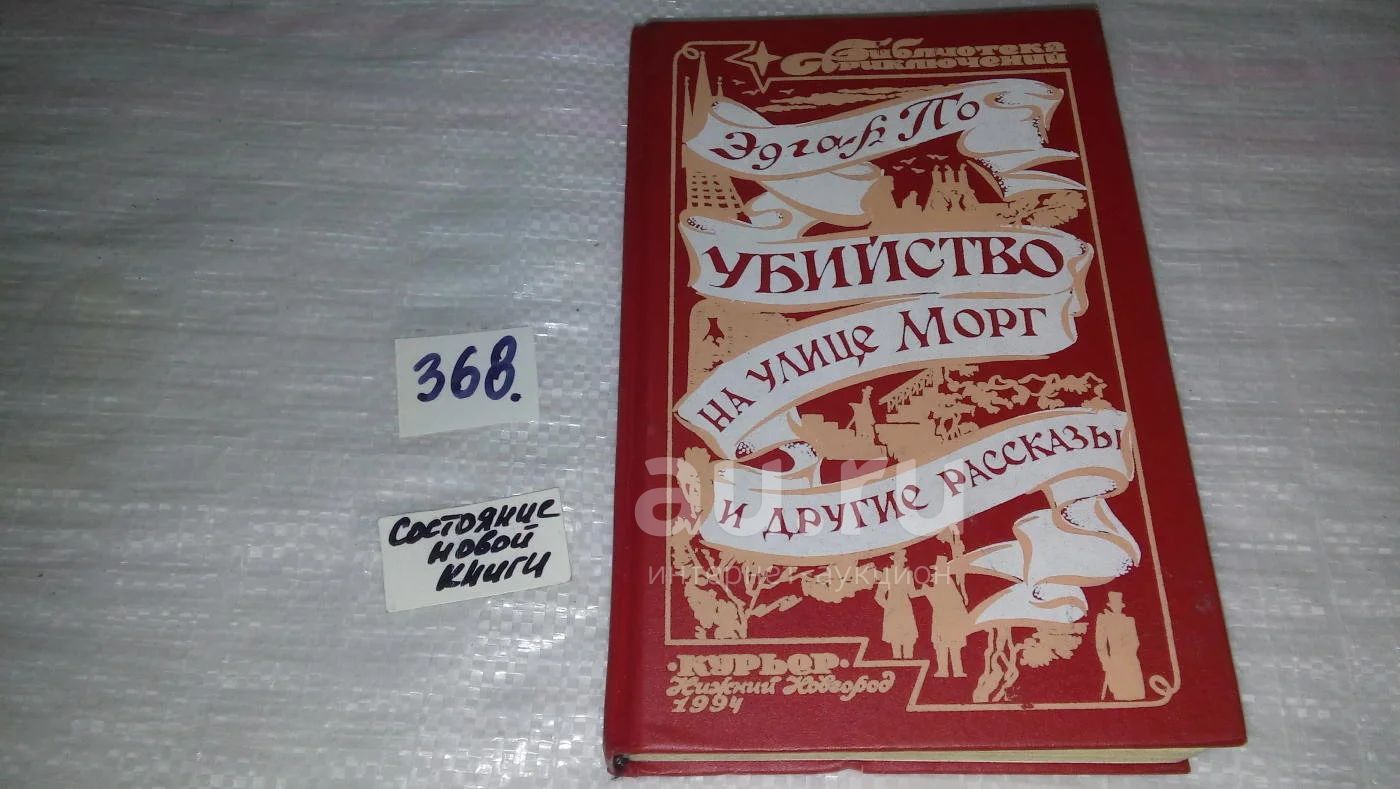 Библиотека
приключений
Эдгар По
УБИЙСТВО
НА УЛИЦЕ МОРГ
И ДРУГИЕ РАССКАЗЫ
·КУРЬЕР·
Нижний Новгород
1994
368.
Состояние
новой
книги
au.ru
интернет-аукцион